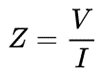 Z = V/I